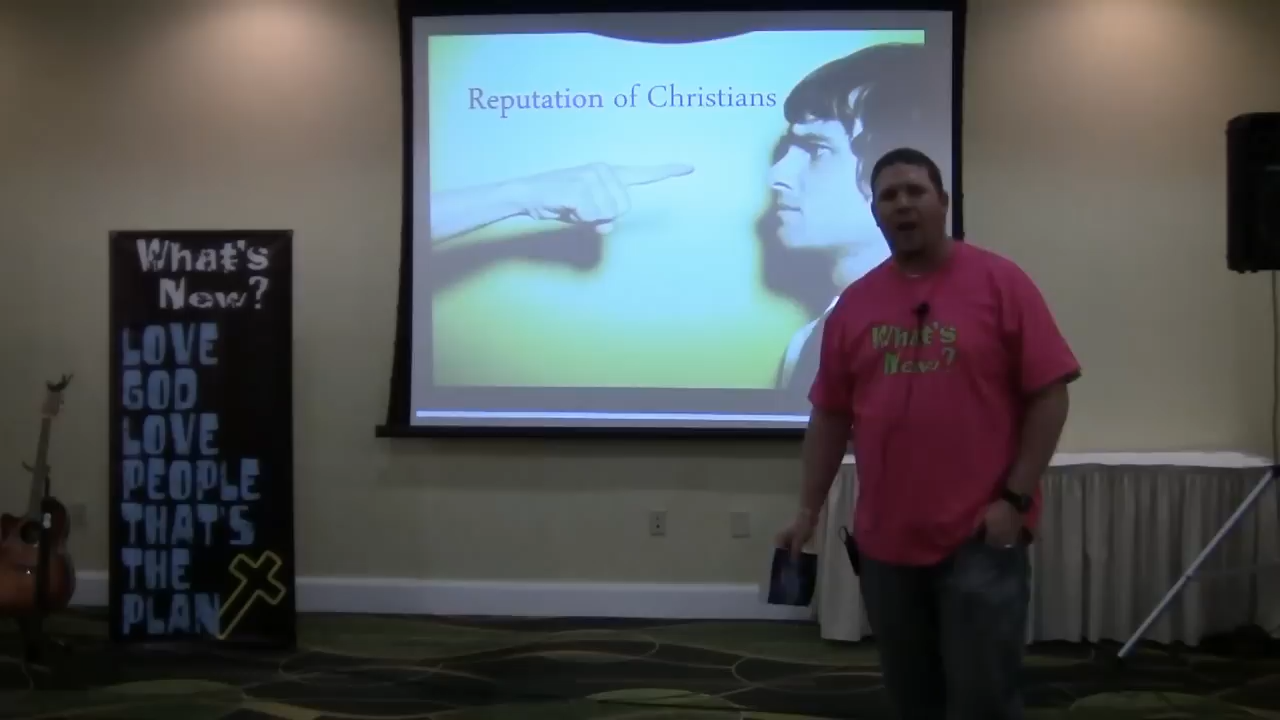 Reputation of Christians
What's
New?
LOVE
GOD
LOVE
PEOPLE
THAT'S
THE
PLAN
What's
New?